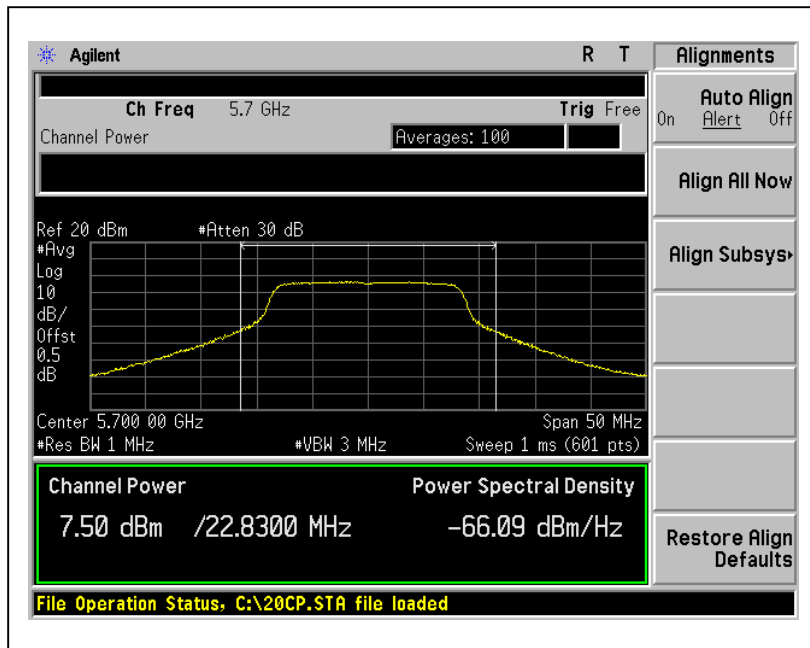 Agilent R T
Ch Freq 5.7 GHz Trig Free
Channel Power Averages: 100
Ref 20 dBm #Atten 30 dB
#Avg
Log
10
dB/
Offst
0.5
dB
Center 5.700 00 GHz Span 50 MHz
#Res BW 1 MHz #VBW 3 MHz Sweep 1 ms (601 pts)
Channel Power Power Spectral Density
7.50 dBm /22.8300 MHz -66.09 dBm/Hz
File Operation Status, C:\20CP.STA file loaded
Alignments
Auto Align
On Alert Off
Align All Now
Align Subsys▸
Restore Align
Defaults